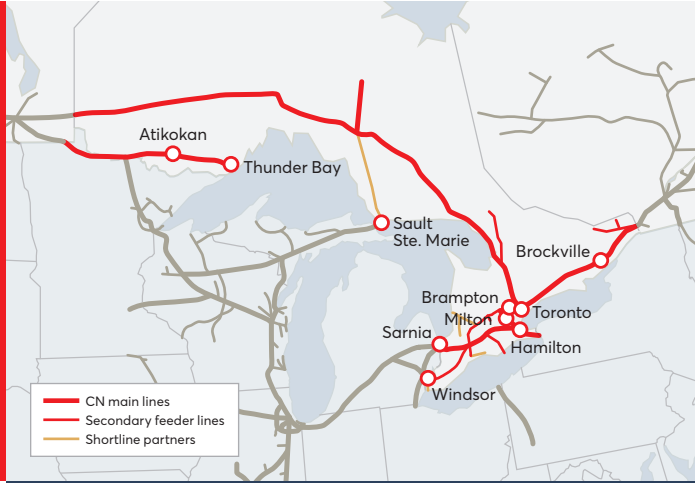 Atikokan
Thunder Bay
Sault
Ste. Marie
Brockville
Brampton
Milton
Toronto
Sarnia
Hamilton
Windsor
CN main lines
Secondary feeder lines
Shortline partners